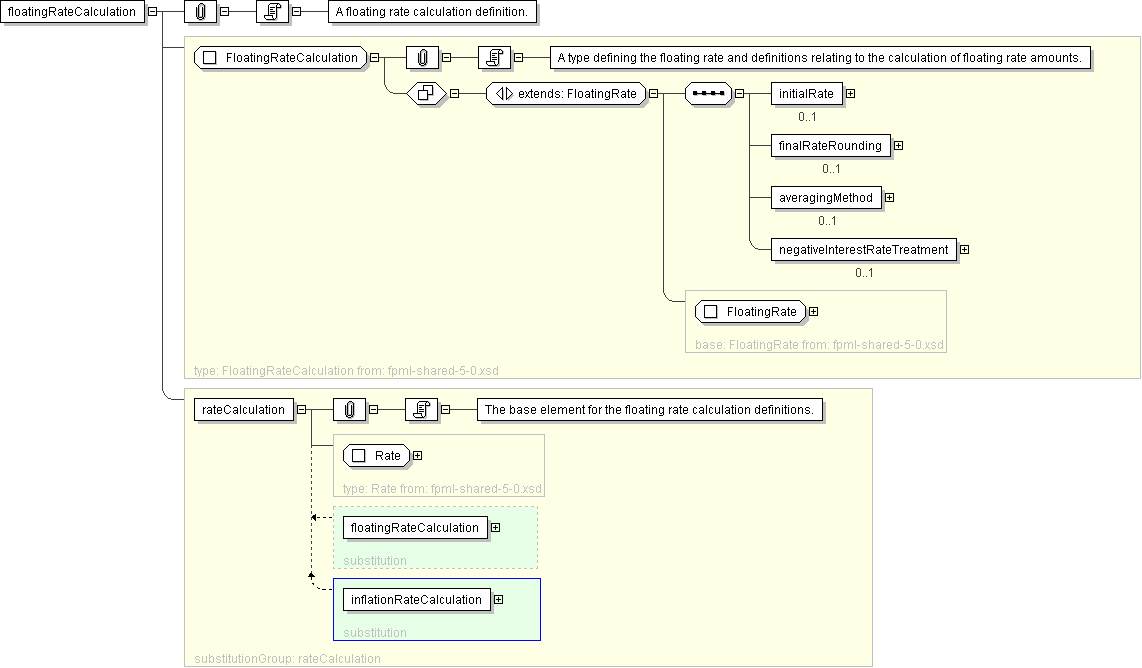 floatingRateCalculation
A floating rate calculation definition.
FloatingRateCalculation
A type defining the floating rate and definitions relating to the calculation of floating rate amounts.
extends: FloatingRate
initialRate
0..1
finalRateRounding
0..1
averagingMethod
0..1
negativeInterestRateTreatment
0..1
FloatingRate
base: FloatingRate from: fpml-shared-5-0.xsd
type: FloatingRateCalculation from: fpml-shared-5-0.xsd
rateCalculation
The base element for the floating rate calculation definitions.
Rate
type: Rate from: fpml-shared-5-0.xsd
floatingRateCalculation
substitution
inflationRateCalculation
substitution
substitutionGroup: rateCalculation